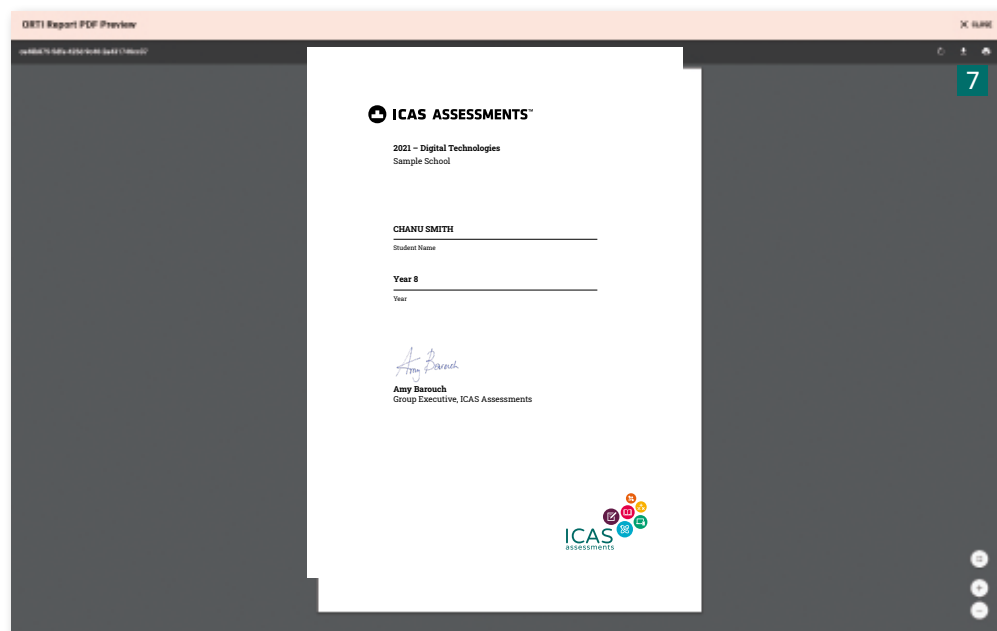 ORTI Report PDF Preview
CLOSE
7
ICAS ASSESSMENTS™
2021 – Digital Technologies
Sample School
CHANU SMITH
Student Name
Year 8
Year
Amy Barouch
Amy Barouch
Group Executive, ICAS Assessments
ICAS
assessments